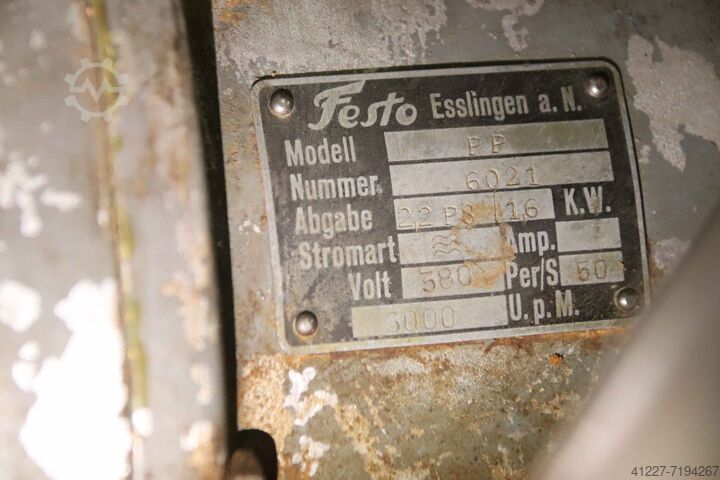 Festo Esslingen a. N.
Modell PP
Nummer 6021
Abgabe 2,2 PS 1,6 K.W.
Stromart Amp.
Volt 380 Per/S 50
3000 U.p.M.
41227-7194267